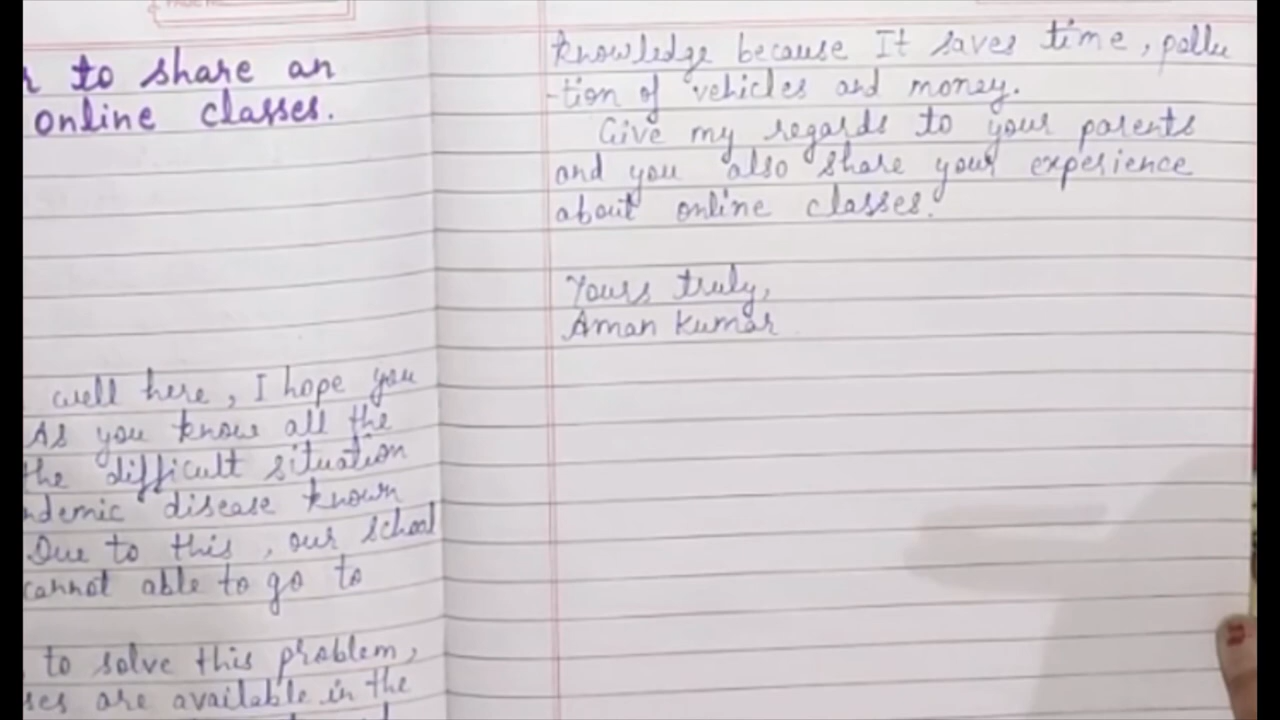 to share an
online classes.
well here, I hope you
As you know all the
the difficult situation
disease known
Due to this, our school
cannot able to go to
to solve this problem,
are available in the
knowledge because It saves time, pollu
-tion of vehicles and money.
Give my regards to your parents
and you also share your experience
about online classes.
Yours truly,
Aman Kumar